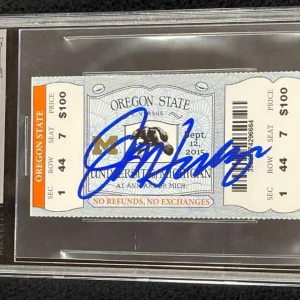 OREGON STATE
SEC ROW SEAT PRICE
1 44 7 $100
OREGON STATE
VERSUS
M
Sept. 12, 2015
UNIVERSITY MICHIGAN
AT ANN ARBOR MICH
NO REFUNDS, NO EXCHANGES
SEC ROW SEAT PRICE
1 44 7 $100